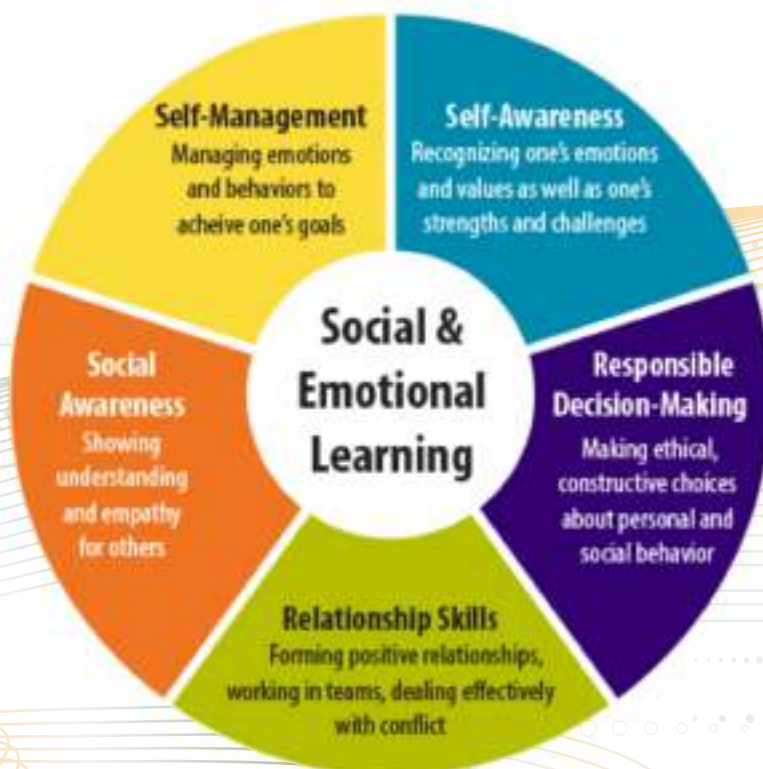 Self-Management
Managing emotions
and behaviors to
acheive one's goals
Self-Awareness
Recognizing one's emotions
and values as well as one's
strengths and challenges
Social &
Emotional
Learning
Social
Awareness
Showing
understanding
and empathy
for others
Responsible
Decision-Making
Making ethical,
constructive choices
about personal and
social behavior
Relationship Skills
Forming positive relationships,
working in teams, dealing effectively
with conflict